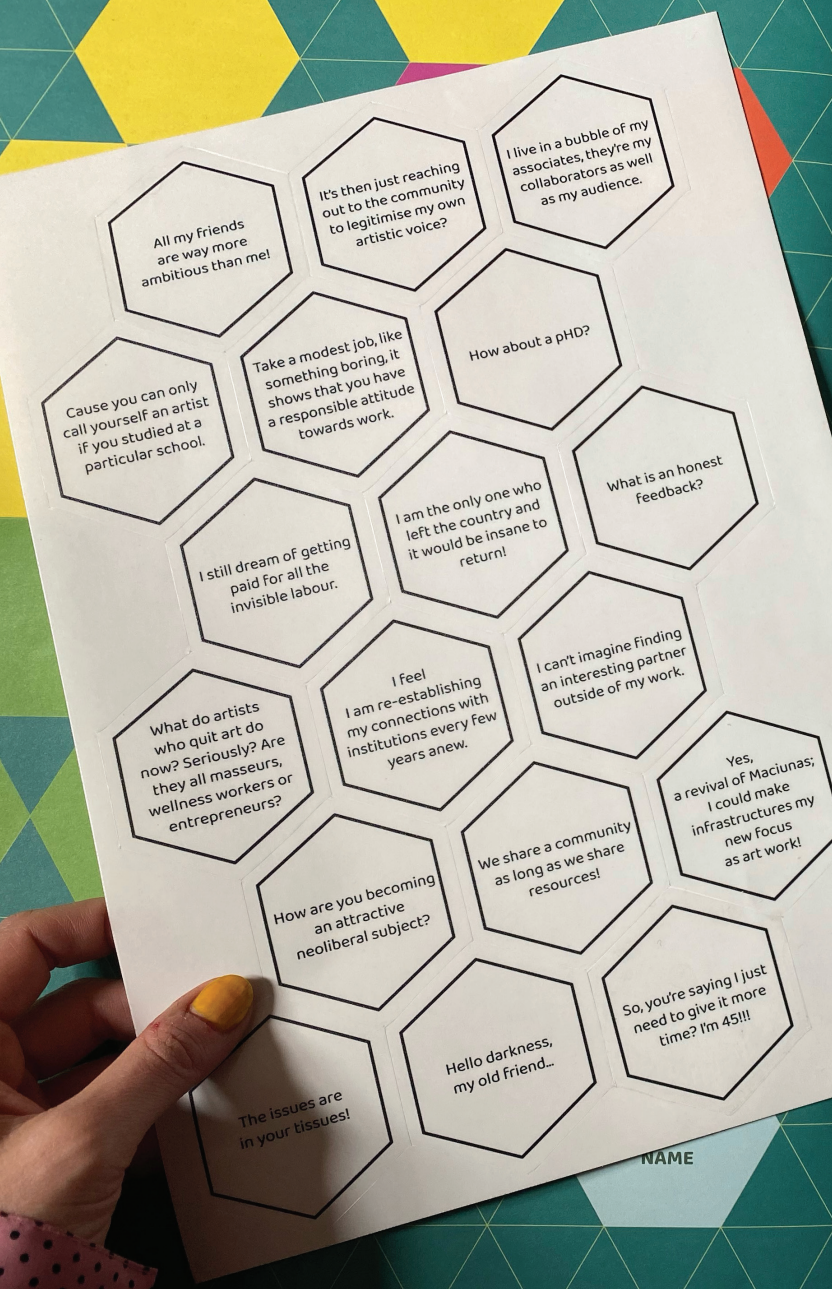 All my friends
are way more
ambitious than me!
It's then just reaching
out to the community
to legitimise my own
artistic voice?
I live in a bubble of my
associates, they're my
collaborators as well
as my audience.
Cause you can only
call yourself an artist
if you studied at a
particular school.
Take a modest job, like
something boring, it
shows that you have
a responsible attitude
towards work.
How about a pHD?
I still dream of getting
paid for all the
invisible labour.
I am the only one who
left the country and
it would be insane to
return!
What is an honest
feedback?
What do artists
who quit art do
now? Seriously? Are
they all masseurs,
wellness workers or
entrepreneurs?
I feel
I am re-establishing
my connections with
institutions every few
years anew.
I can't imagine finding
an interesting partner
outside of my work.
How are you becoming
an attractive
neoliberal subject?
We share a community
as long as we share
resources!
Yes,
a revival of Maciunas;
I could make
infrastructures my
new focus
as art work!
The issues are
in your tissues!
Hello darkness,
my old friend...
So, you're saying I just
need to give it more
time? I'm 45!!!
NAME